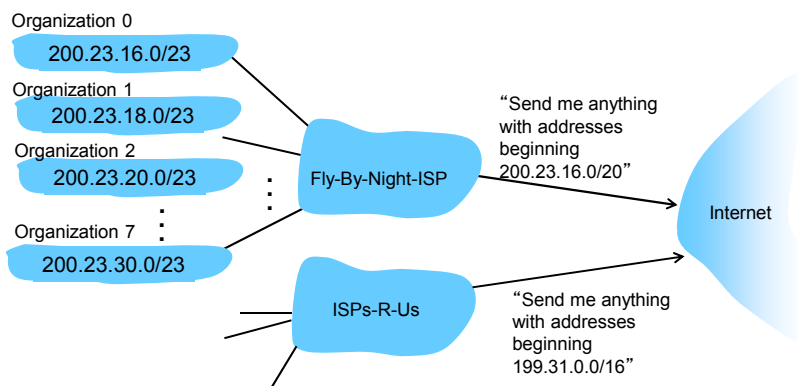 Organization 0
200.23.16.0/23
Organization 1
200.23.18.0/23
Organization 2
200.23.20.0/23
Organization 7
200.23.30.0/23
Fly-By-Night-ISP
“Send me anything
with addresses
beginning
200.23.16.0/20”
Internet
ISPs-R-Us
“Send me anything
with addresses
beginning
199.31.0.0/16”